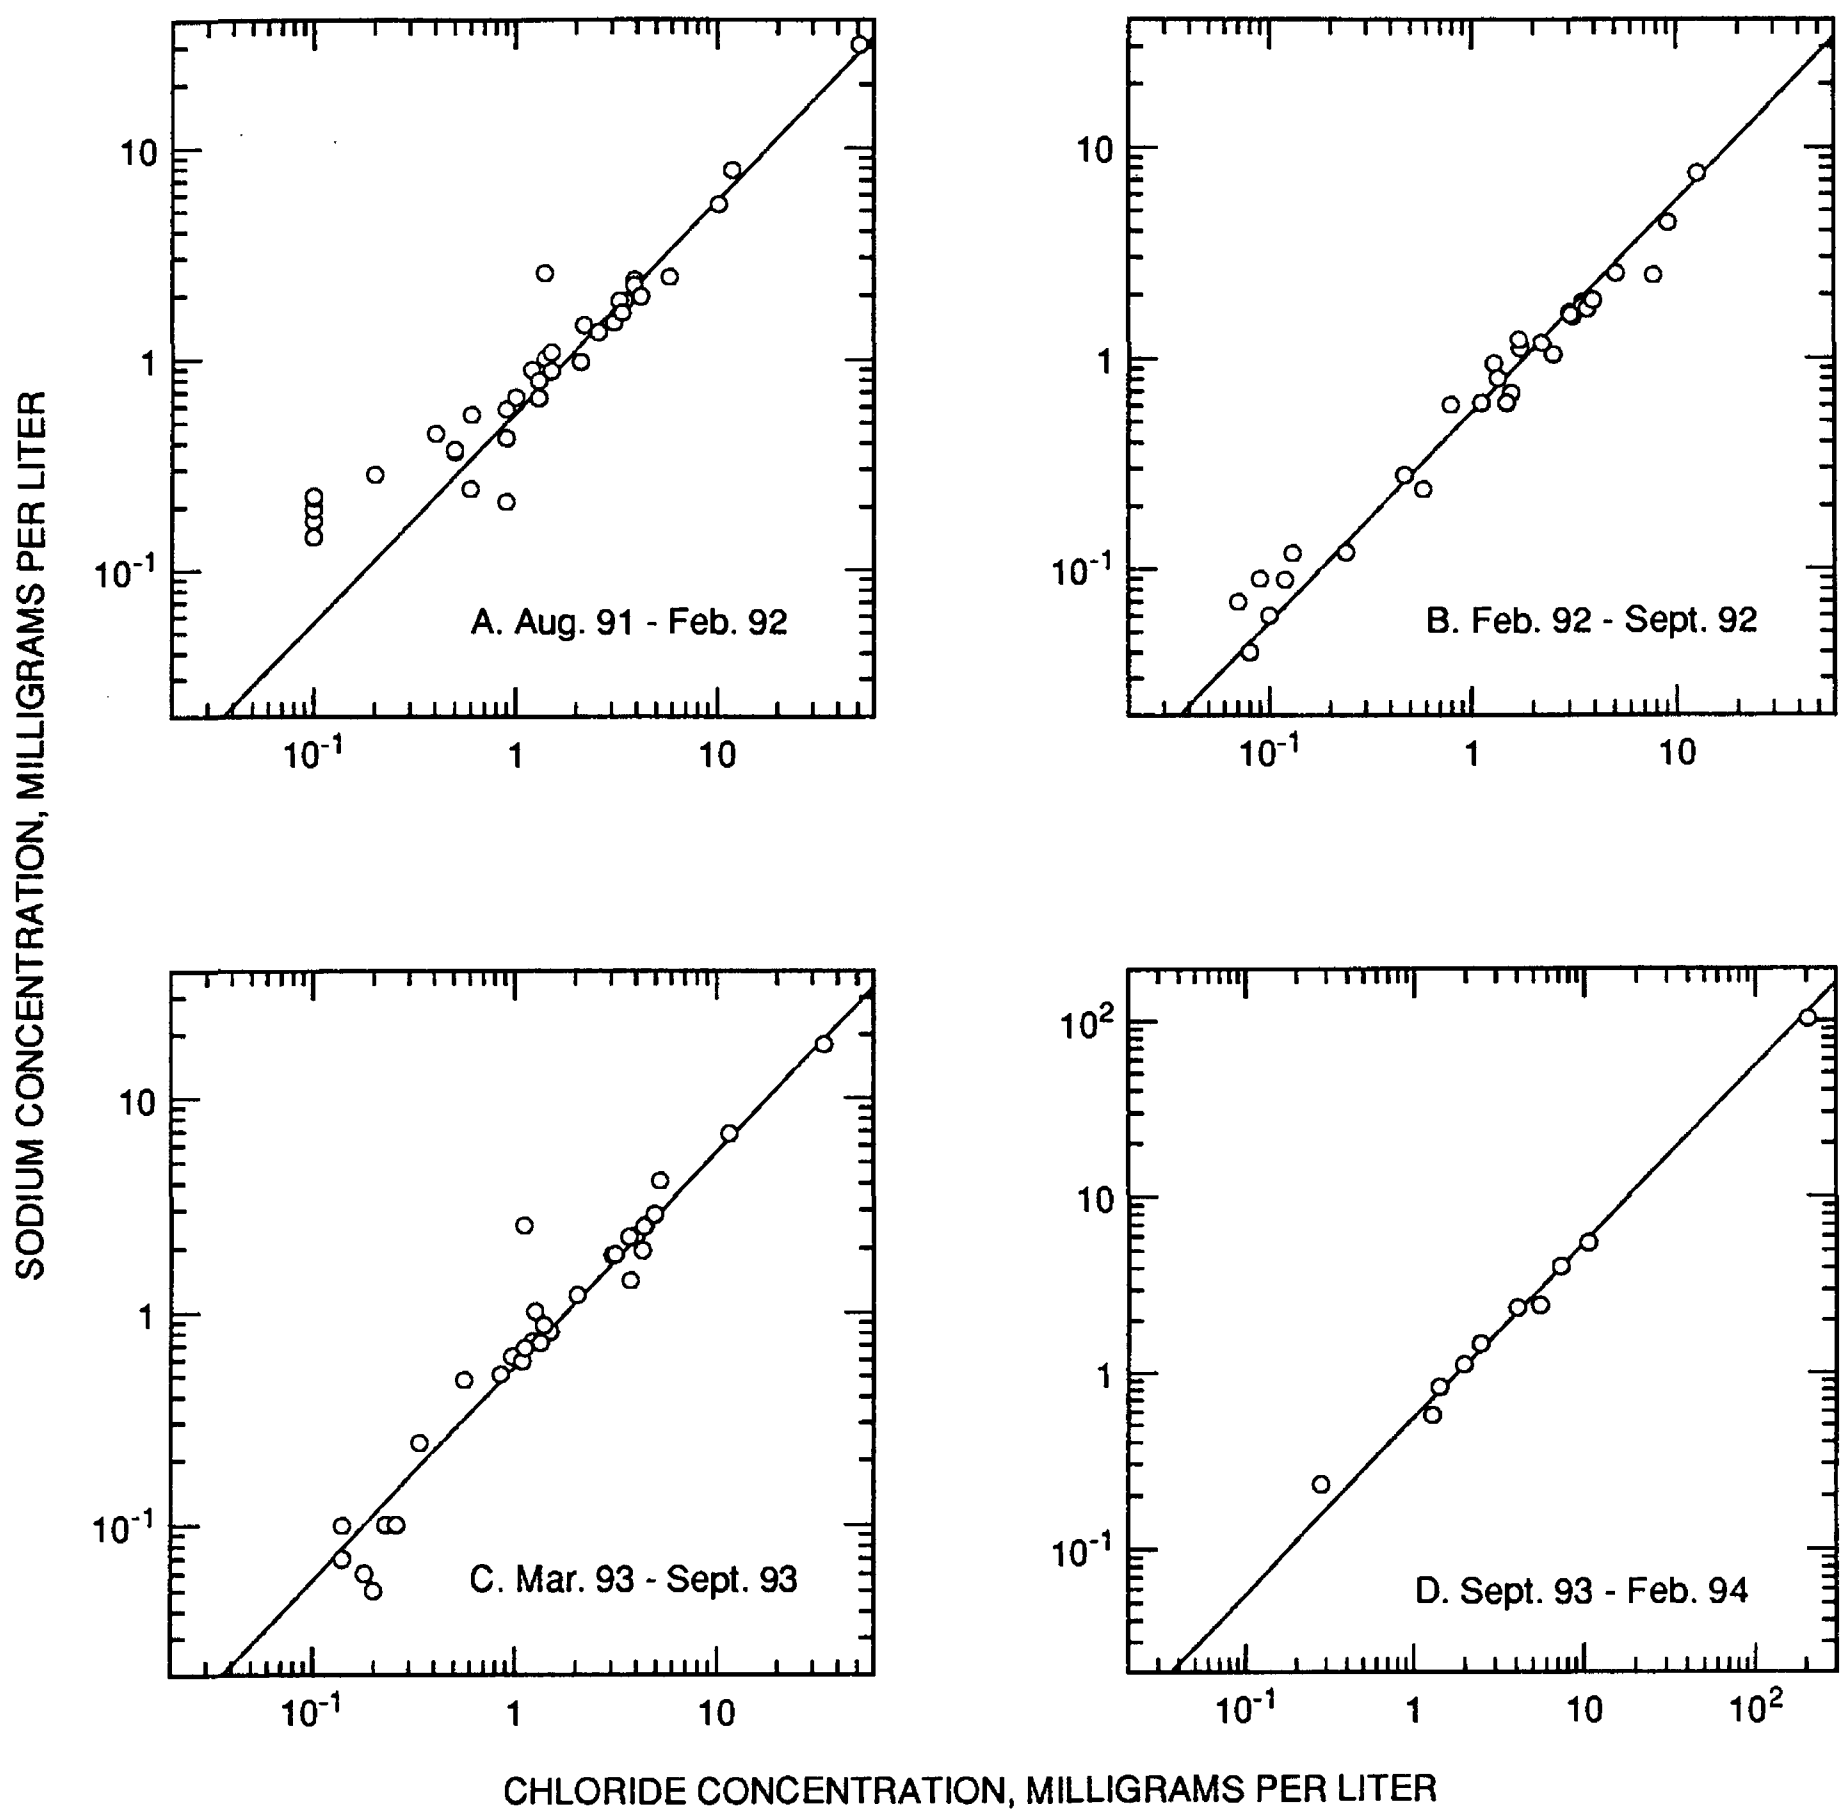 SODIUM CONCENTRATION, MILLIGRAMS PER LITER
10
1
10-1
10-1 1 10
A. Aug. 91 - Feb. 92
10
1
10-1
10-1 1 10
B. Feb. 92 - Sept. 92
10
1
10-1
10-1 1 10
C. Mar. 93 - Sept. 93
102
10
1
10-1
10-1 1 10 102
D. Sept. 93 - Feb. 94
CHLORIDE CONCENTRATION, MILLIGRAMS PER LITER